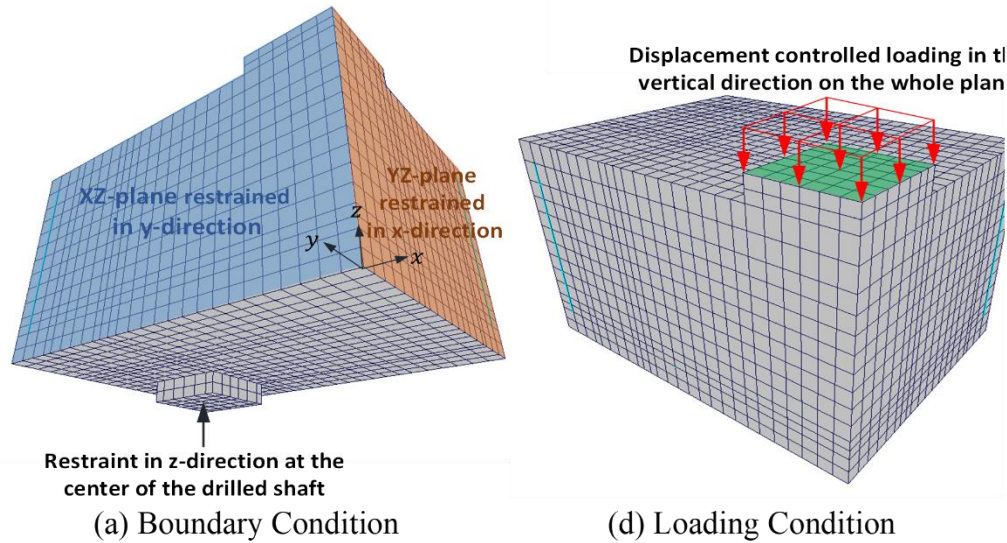 XZ-plane restrained
in y-direction
YZ-plane
restrained
in x-direction
z
y
x
Restraint in z-direction at the
center of the drilled shaft
(a) Boundary Condition
Displacement controlled loading in th
vertical direction on the whole plan
(d) Loading Condition